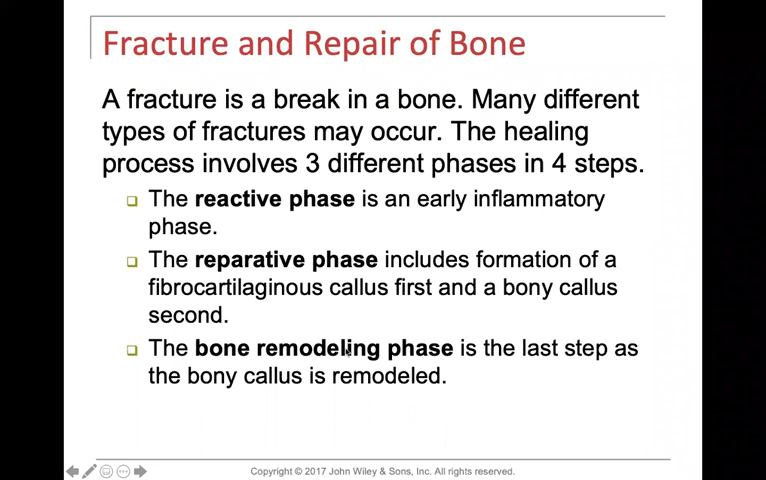 Fracture and Repair of Bone
A fracture is a break in a bone. Many different
types of fractures may occur. The healing
process involves 3 different phases in 4 steps.
The reactive phase is an early inflammatory
phase.
The reparative phase includes formation of a
fibrocartilaginous callus first and a bony callus
second.
The bone remodeling phase is the last step as
the bony callus is remodeled.
Copyright © 2017 John Wiley & Sons, Inc. All rights reserved.